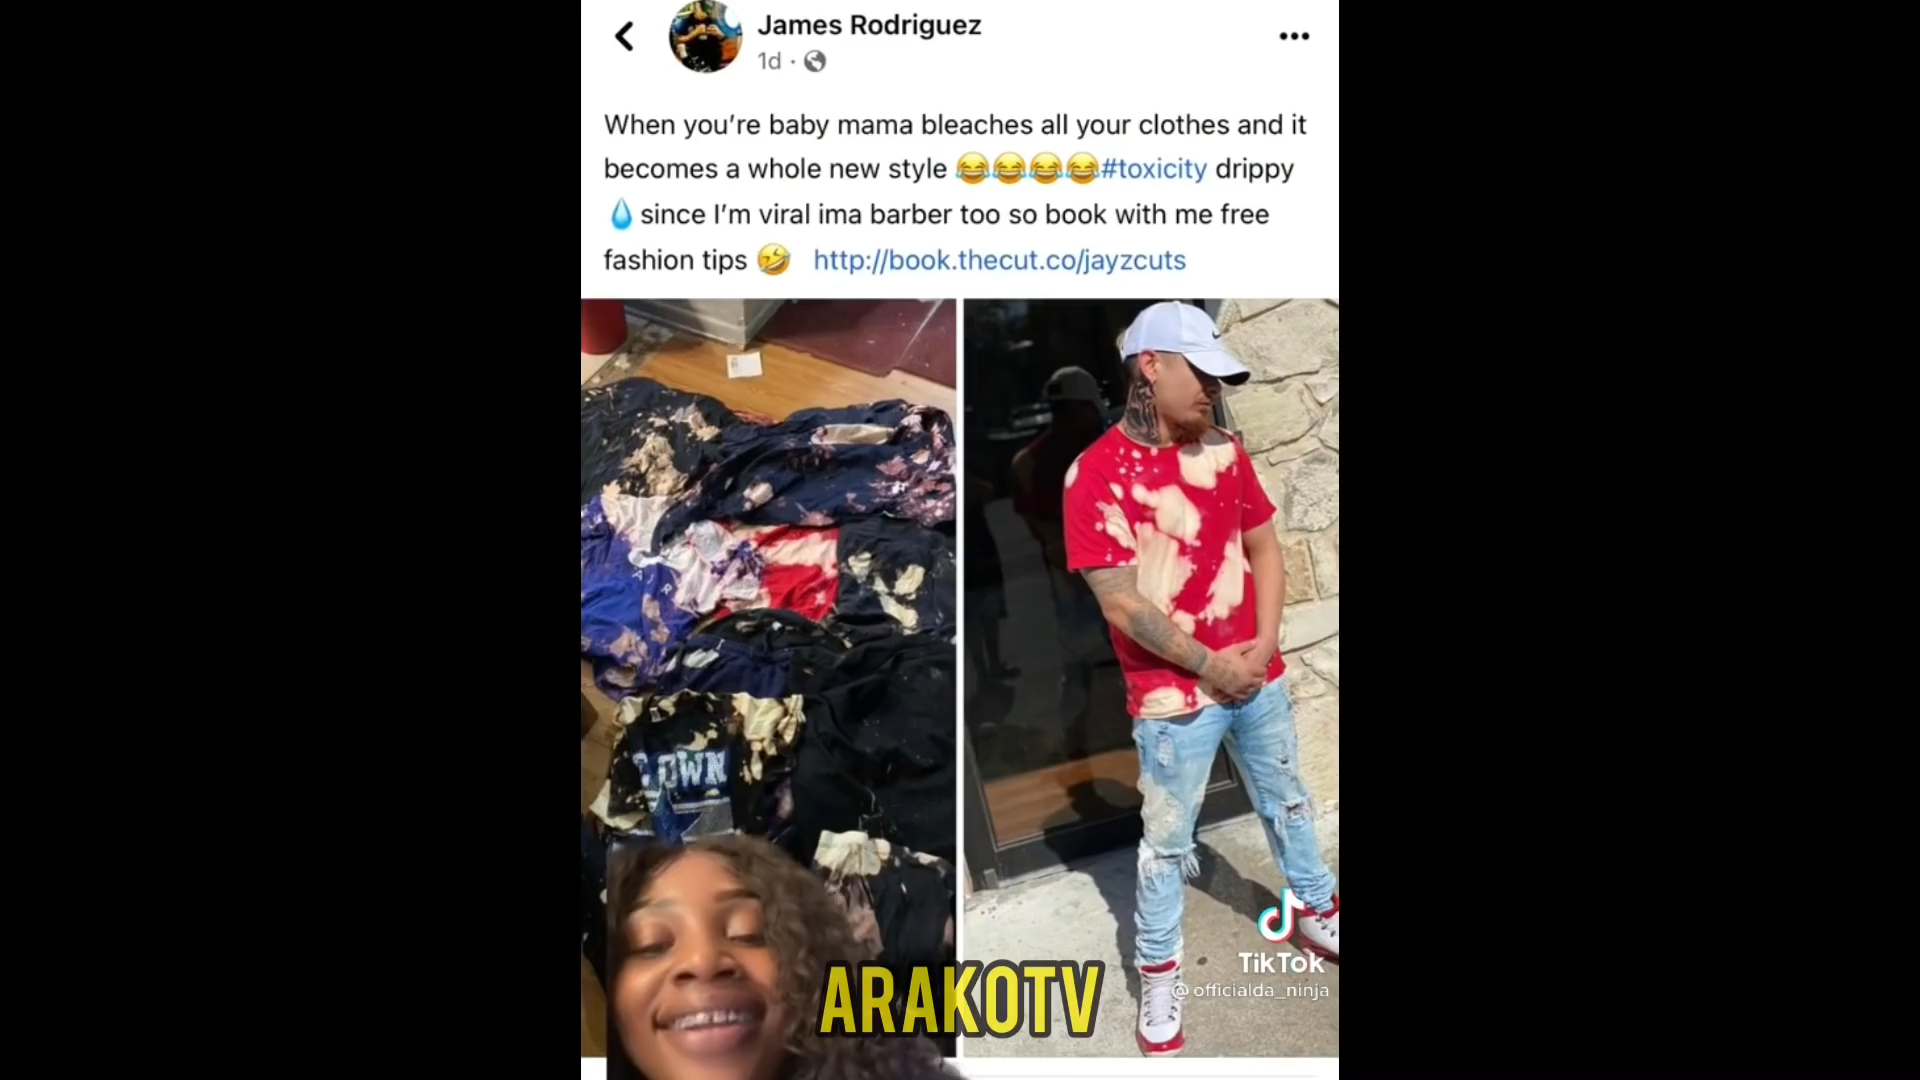 James Rodriguez
1d ·
When you're baby mama bleaches all your clothes and it
becomes a whole new style 😂😂😂😂#toxicity drippy
💧since I'm viral ima barber too so book with me free
fashion tips 🤣 http://book.thecut.co/jayzcuts
AIR
OWN
TikTok
@officialda_ninja
ARAKOTV